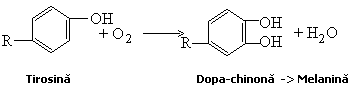 OH
R
+ O₂
OH
OH
R
+ H₂O
Tirosină
Dopa-chinonă -> Melanină